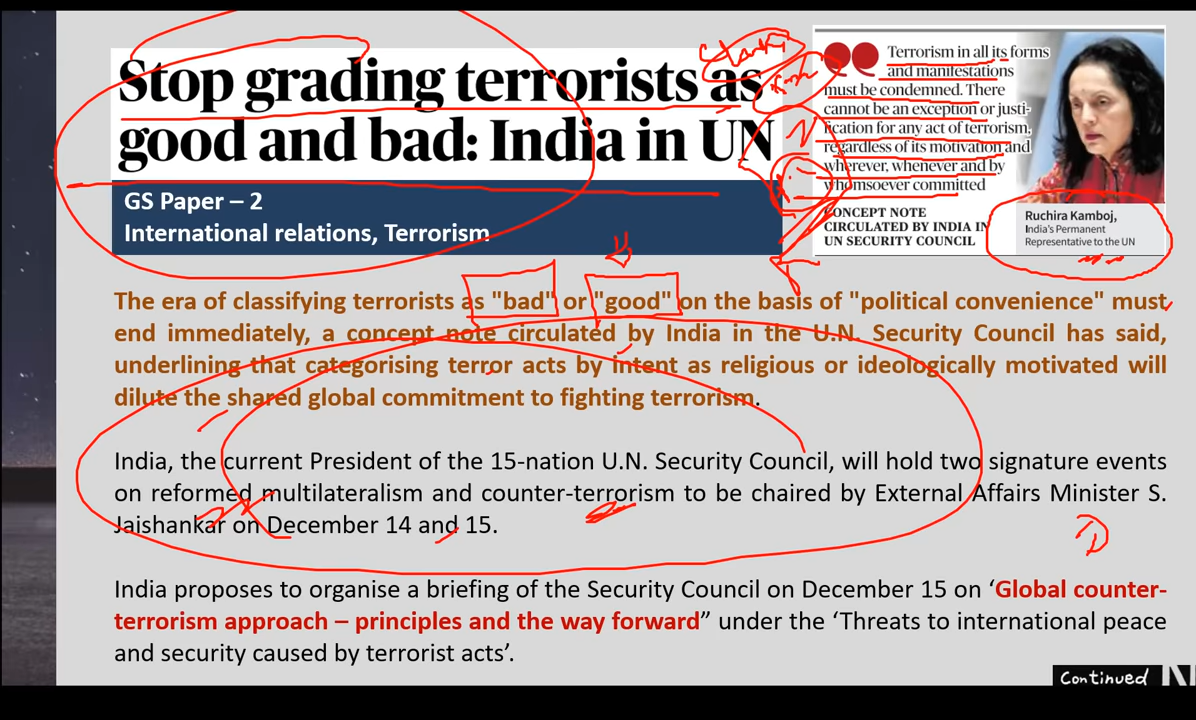 Stop grading terrorists as
good and bad: India in UN
GS Paper – 2
International relations, Terrorism
Terrorism in all its forms
and manifestations
must be condemned. There
cannot be an exception or justi-
fication for any act of terrorism,
regardless of its motivation and
wherever, whenever and by
whomsoever committed
CONCEPT NOTE
CIRCULATED BY INDIA IN
UN SECURITY COUNCIL
Ruchira Kamboj,
India's Permanent
Representative to the UN
The era of classifying terrorists as "bad" or "good" on the basis of "political convenience" must
end immediately, a concept note circulated by India in the U.N. Security Council has said,
underlining that categorising terror acts by intent as religious or ideologically motivated will
dilute the shared global commitment to fighting terrorism.
India, the current President of the 15-nation U.N. Security Council, will hold two signature events
on reformed multilateralism and counter-terrorism to be chaired by External Affairs Minister S.
Jaishankar on December 14 and 15.
India proposes to organise a briefing of the Security Council on December 15 on ‘Global counter-
terrorism approach – principles and the way forward” under the ‘Threats to international peace
and security caused by terrorist acts’.
Continued